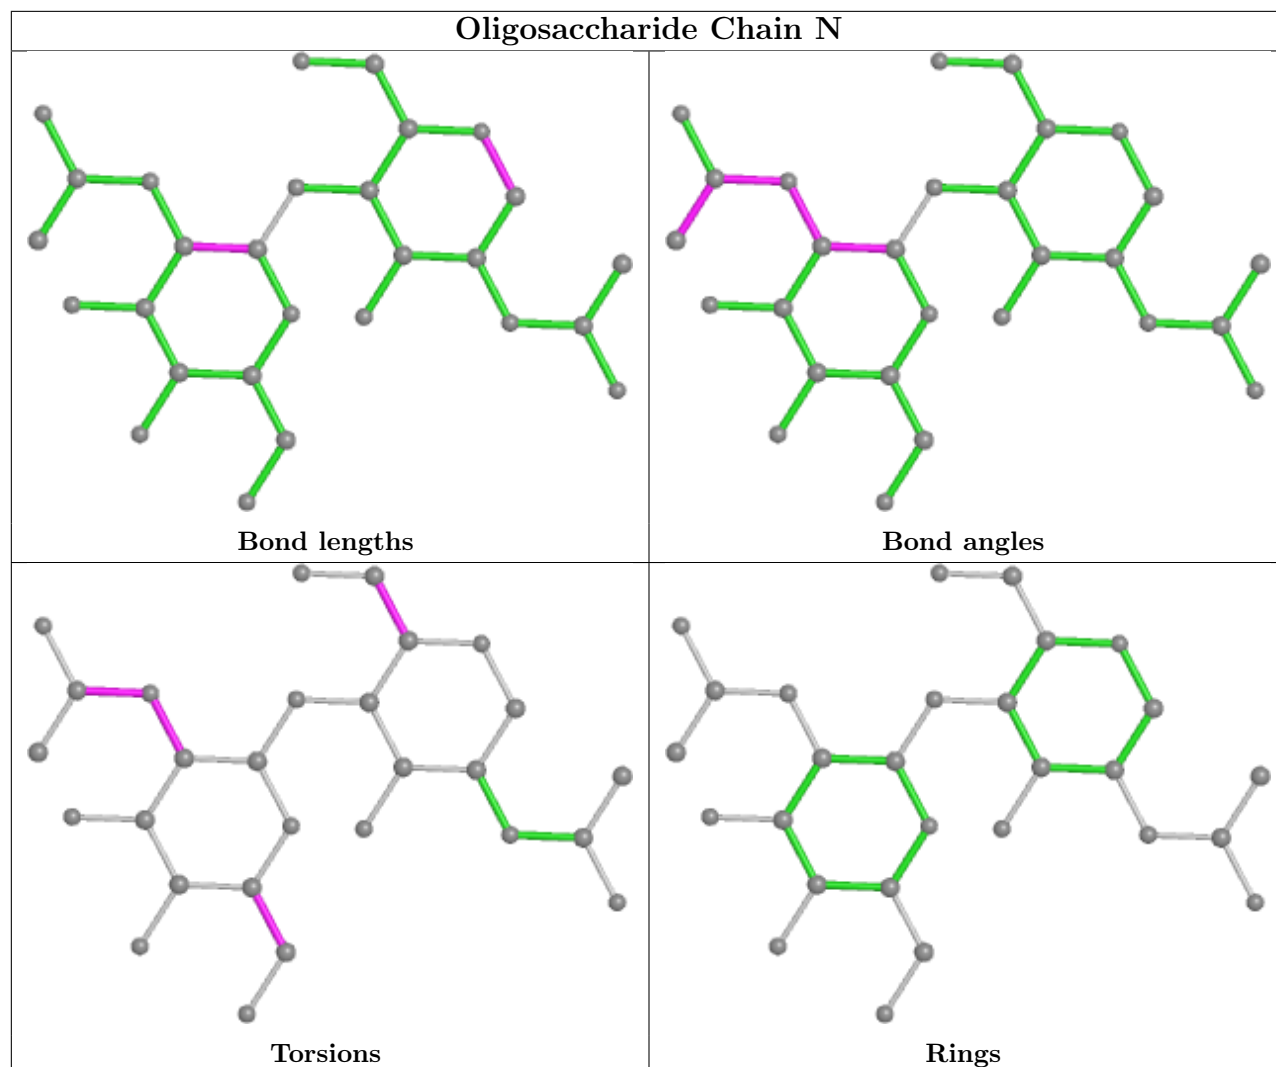 Oligosaccharide Chain N
Bond lengths
Bond angles
Torsions
Rings